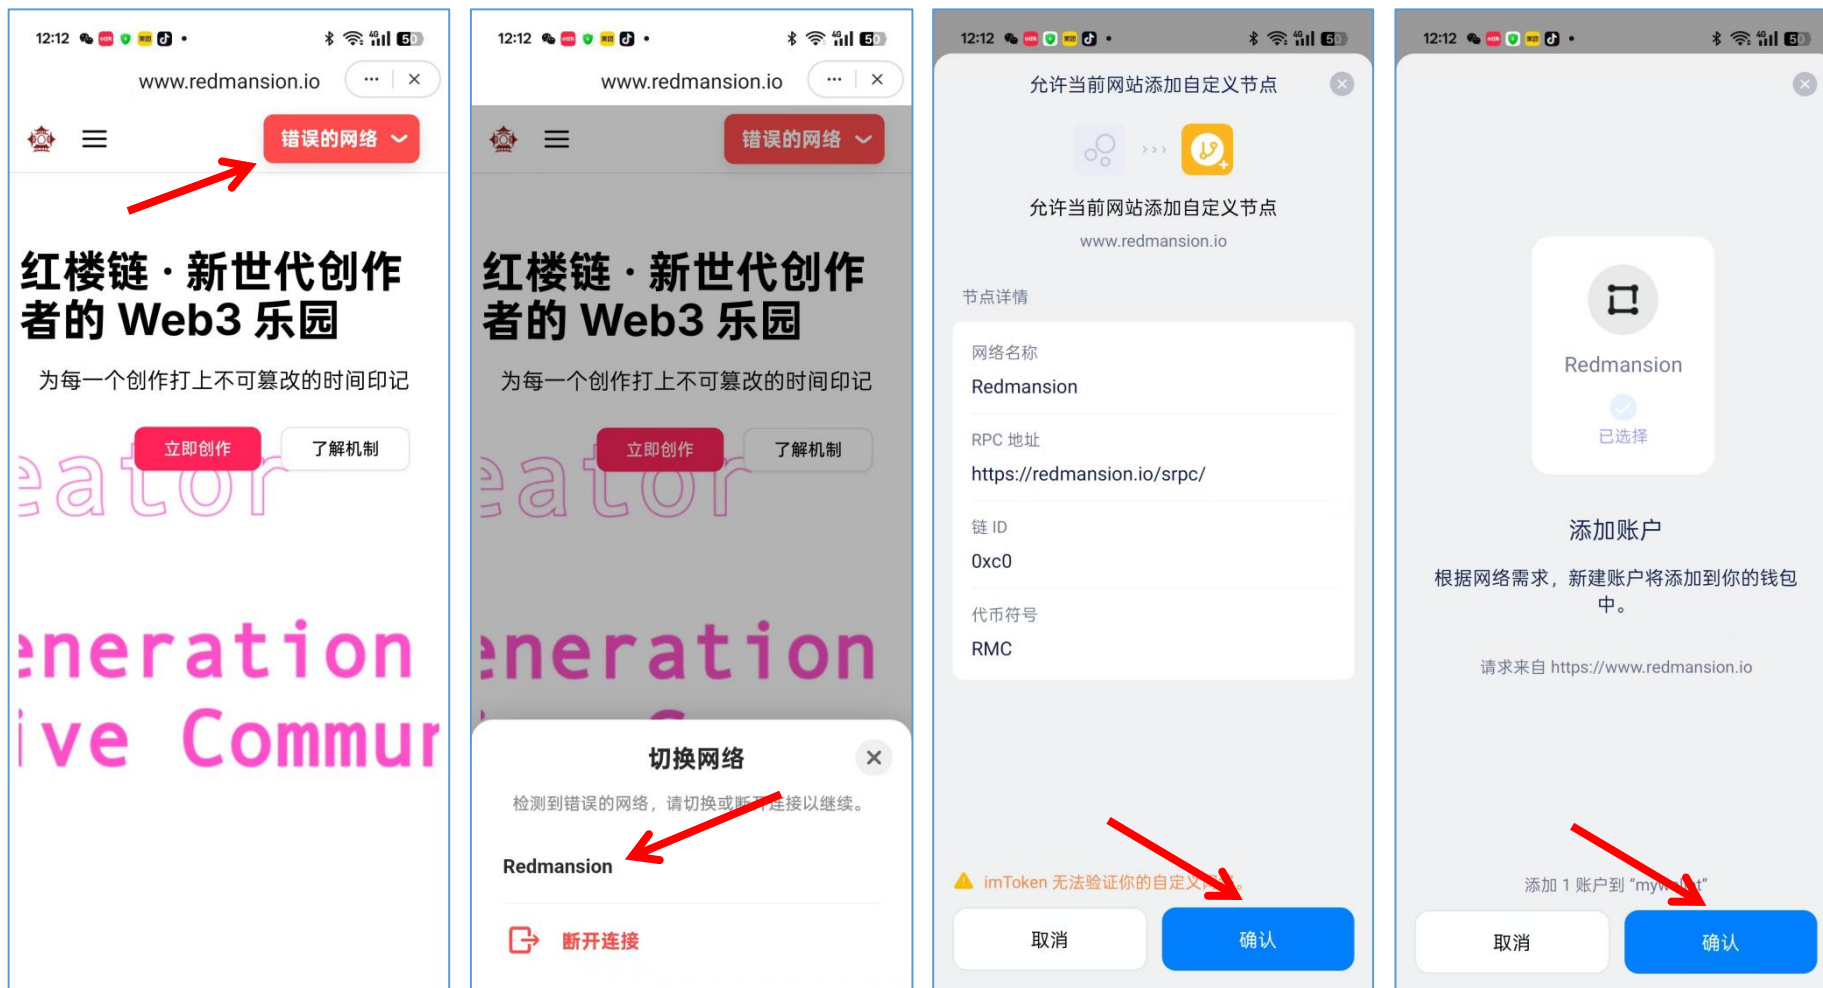 12:12
4G
50
www.redmansion.io
错误的网络
红楼链 · 新世代创作
者的 Web3 乐园
为每一个创作打上不可篡改的时间印记
立即创作
了解机制
eator
eneration
ive Commun
12:12
4G
50
www.redmansion.io
错误的网络
红楼链 · 新世代创作
者的 Web3 乐园
为每一个创作打上不可篡改的时间印记
立即创作
了解机制
eator
eneration
切换网络
检测到错误的网络，请切换或断开连接以继续。
Redmansion
断开连接
12:12
4G
50
允许当前网站添加自定义节点
允许当前网站添加自定义节点
www.redmansion.io
节点详情
网络名称
Redmansion
RPC 地址
https://redmansion.io/srpc/
链 ID
0xc0
代币符号
RMC
imToken 无法验证你的自定义网络。
取消
确认
12:12
4G
50
Redmansion
已选择
添加账户
根据网络需求，新建账户将添加到你的钱包
中。
请求来自 https://www.redmansion.io
添加 1 账户到 “mywallet”
取消
确认